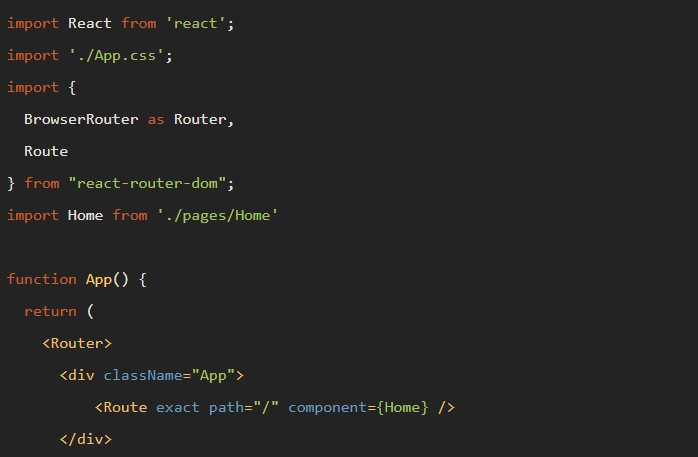 import React from 'react';
import './App.css';
import {
  BrowserRouter as Router,
  Route
} from "react-router-dom";
import Home from './pages/Home'

function App() {
  return (
    <Router>
      <div className="App">
          <Route exact path="/" component={Home} />
      </div>